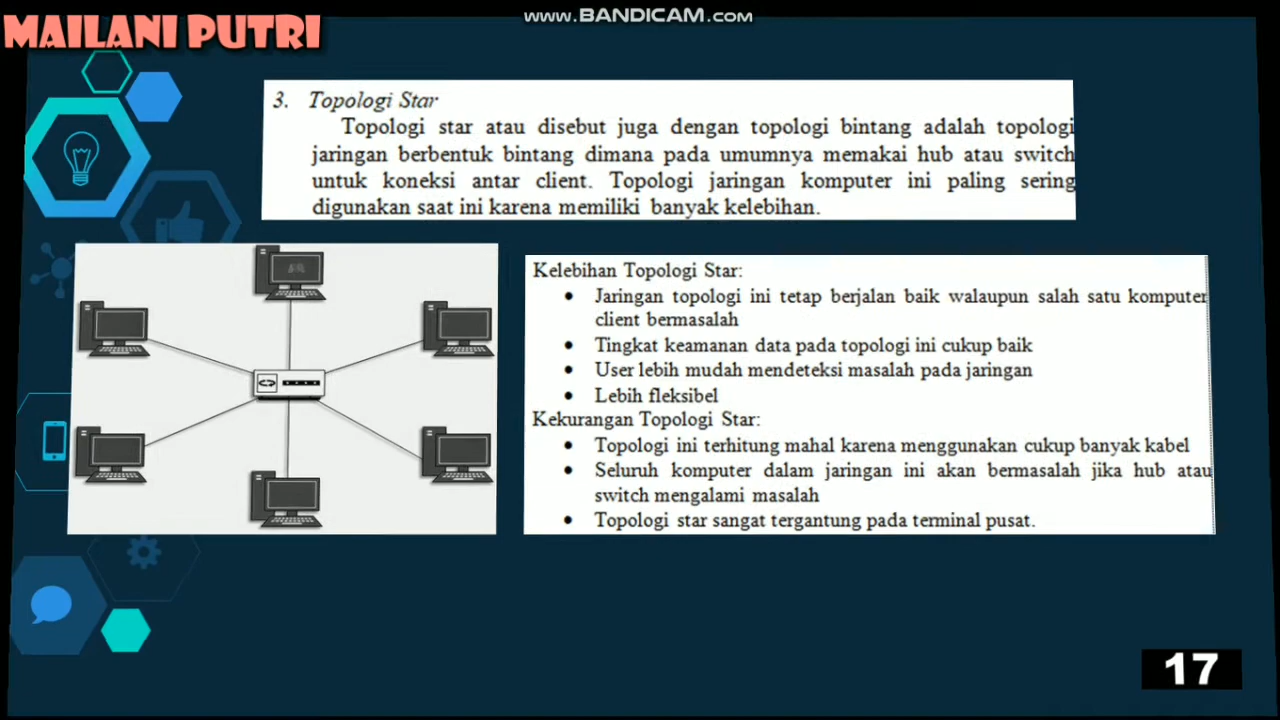 MAILANI PUTRI
www.BANDICAM.com
3. Topologi Star
Topologi star atau disebut juga dengan topologi bintang adalah topologi
jaringan berbentuk bintang dimana pada umumnya memakai hub atau switch
untuk koneksi antar client. Topologi jaringan komputer ini paling sering
digunakan saat ini karena memiliki banyak kelebihan.
Kelebihan Topologi Star:
• Jaringan topologi ini tetap berjalan baik walaupun salah satu komputer
client bermasalah
• Tingkat keamanan data pada topologi ini cukup baik
• User lebih mudah mendeteksi masalah pada jaringan
• Lebih fleksibel
Kekurangan Topologi Star:
• Topologi ini terhitung mahal karena menggunakan cukup banyak kabel
• Seluruh komputer dalam jaringan ini akan bermasalah jika hub atau
switch mengalami masalah
• Topologi star sangat tergantung pada terminal pusat.
17